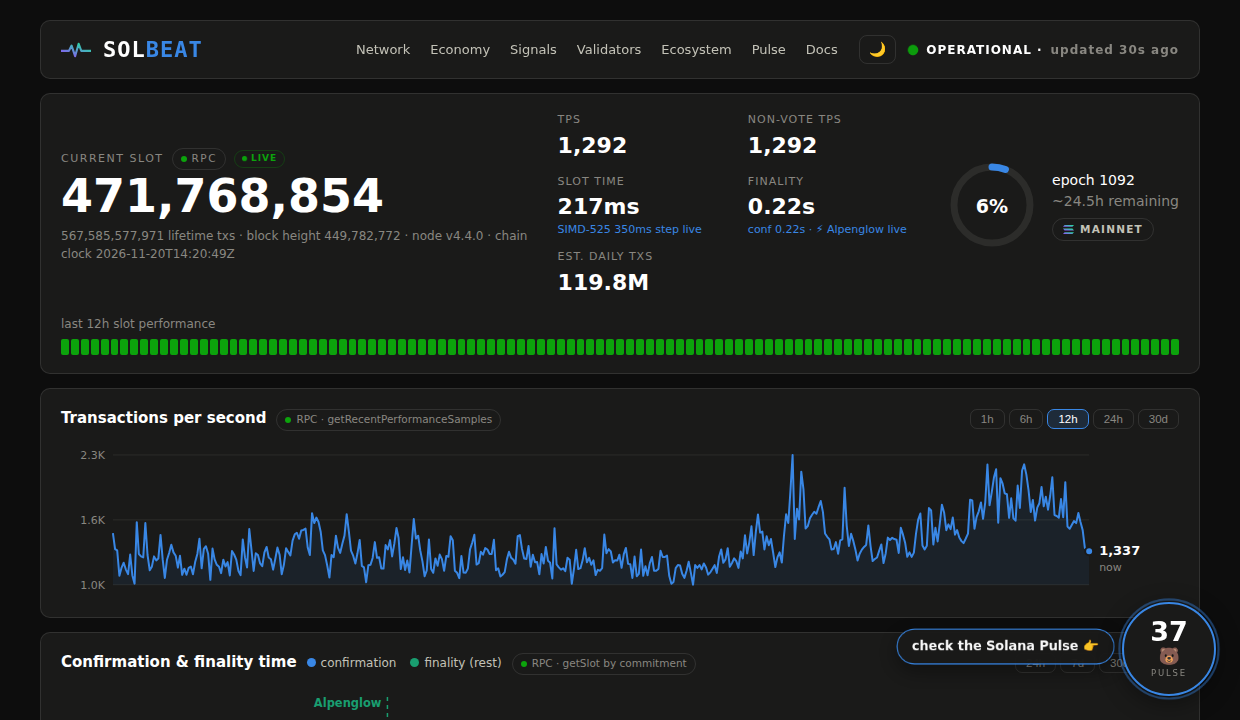 SOLBEAT
Network Economy Signals Validators Ecosystem Pulse Docs 🌙 OPERATIONAL · updated 30s ago
CURRENT SLOT RPC LIVE
471,768,854
567,585,577,971 lifetime txs · block height 449,782,772 · node v4.4.0 · chain
clock 2026-11-20T14:20:49Z
TPS
1,292
NON-VOTE TPS
1,292
SLOT TIME
217ms
SIMD-525 350ms step live
FINALITY
0.22s
conf 0.22s · ⚡ Alpenglow live
EST. DAILY TXS
119.8M
6%
epoch 1092
~24.5h remaining
MAINNET
last 12h slot performance
Transactions per second RPC · getRecentPerformanceSamples
1h 6h 12h 24h 30d
2.3K
1.6K
1.0K
1,337
now
Confirmation & finality time confirmation finality (rest) RPC · getSlot by commitment
Alpenglow
check the Solana Pulse 👉
37
🐻
PULSE